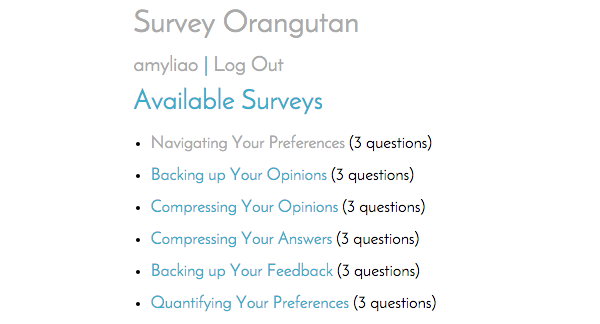 Survey Orangutan
amyliao | Log Out
Available Surveys
• Navigating Your Preferences (3 questions)
• Backing up Your Opinions (3 questions)
• Compressing Your Opinions (3 questions)
• Compressing Your Answers (3 questions)
• Backing up Your Feedback (3 questions)
• Quantifying Your Preferences (3 questions)